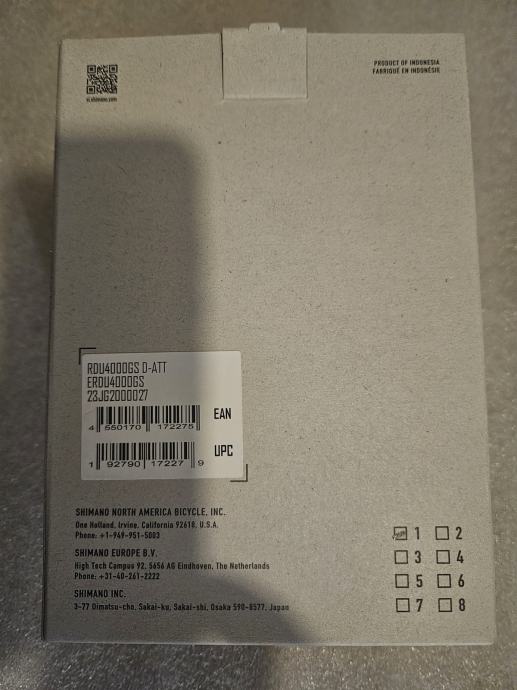 PRODUCT OF INDONESIA
FABRIQUÉ EN INDONÉSIE
si.shimano.com
RDU4000GS D-ATT
ERDU4000GS
23JG2000027
EAN
4 550170 172275
UPC
1 92790 17227 9
SHIMANO NORTH AMERICA BICYCLE, INC.
One Holland, Irvine, California 92618, U.S.A.
Phone: +1-949-951-5003
SHIMANO EUROPE B.V.
High Tech Campus 92, 5656 AG Eindhoven, The Netherlands
Phone: +31-40-261-2222
SHIMANO INC.
3-77 Oimatsu-cho, Sakai-ku, Sakai-shi, Osaka 590-8577, Japan
1 2
3 4
5 6
7 8